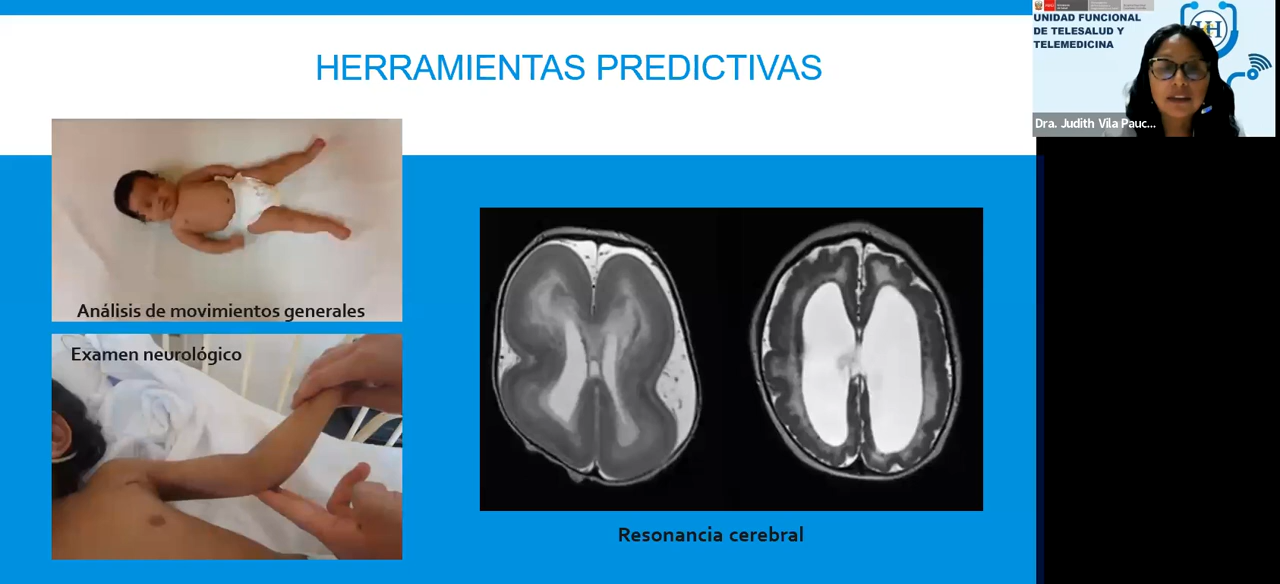 HERRAMIENTAS PREDICTIVAS
Análisis de movimientos generales
Examen neurológico
Resonancia cerebral
UNIDAD FUNCIONAL
DE TELESALUD Y
TELEMEDICINA
Dra. Judith Vila Pauc...